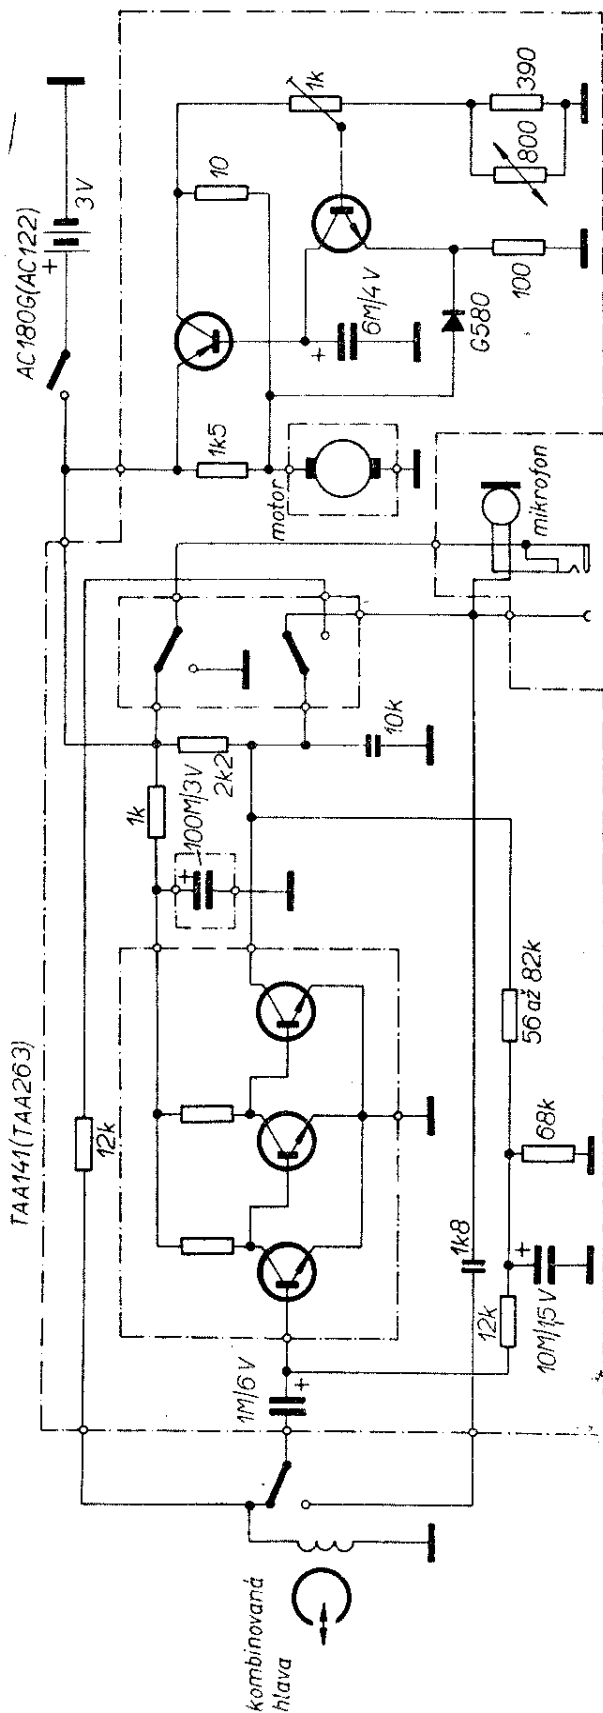 kombinovaná
hlava
TAA141(TAA263)
12k
1M/6V
+
1k
100M/3V
+
2k2
10k
12k
10M/15V
+
1k8
68k
56 až 82k
AC180G(AC122)
+
3V
1k5
motor
10
1k
6M/4V
+
G580
100
800
390
mikrofon